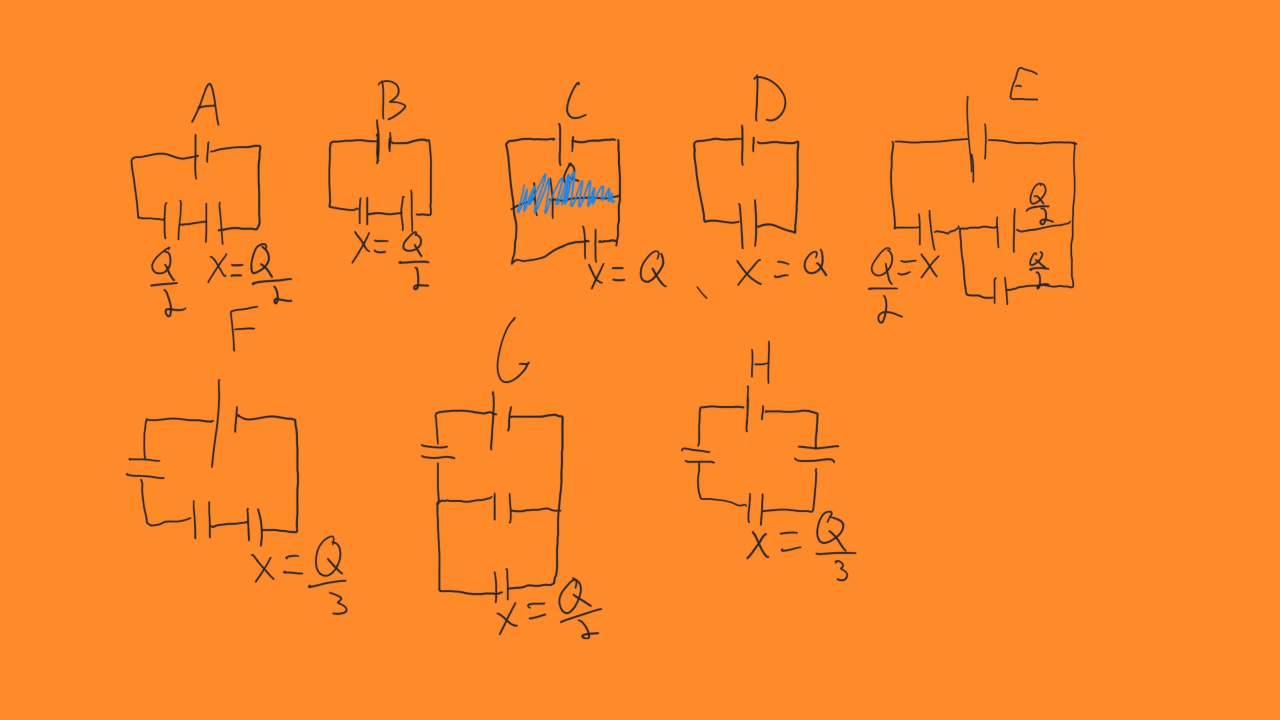 A B C D E
Q/2 X=Q/2
X=Q/2
X=Q
X=Q
Q/2=X Q/2 Q/2
F G H
X=Q/3
X=Q/2
X=Q/3